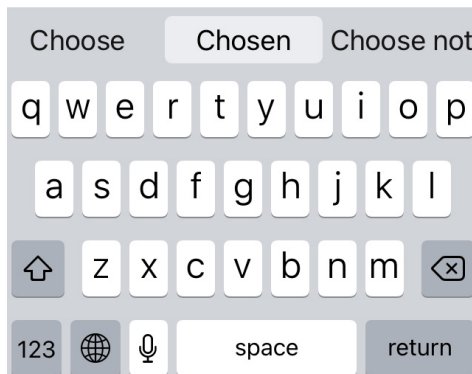 Choose Chosen Choose not
q w e r t y u i o p
a s d f g h j k l
z x c v b n m
123 space return